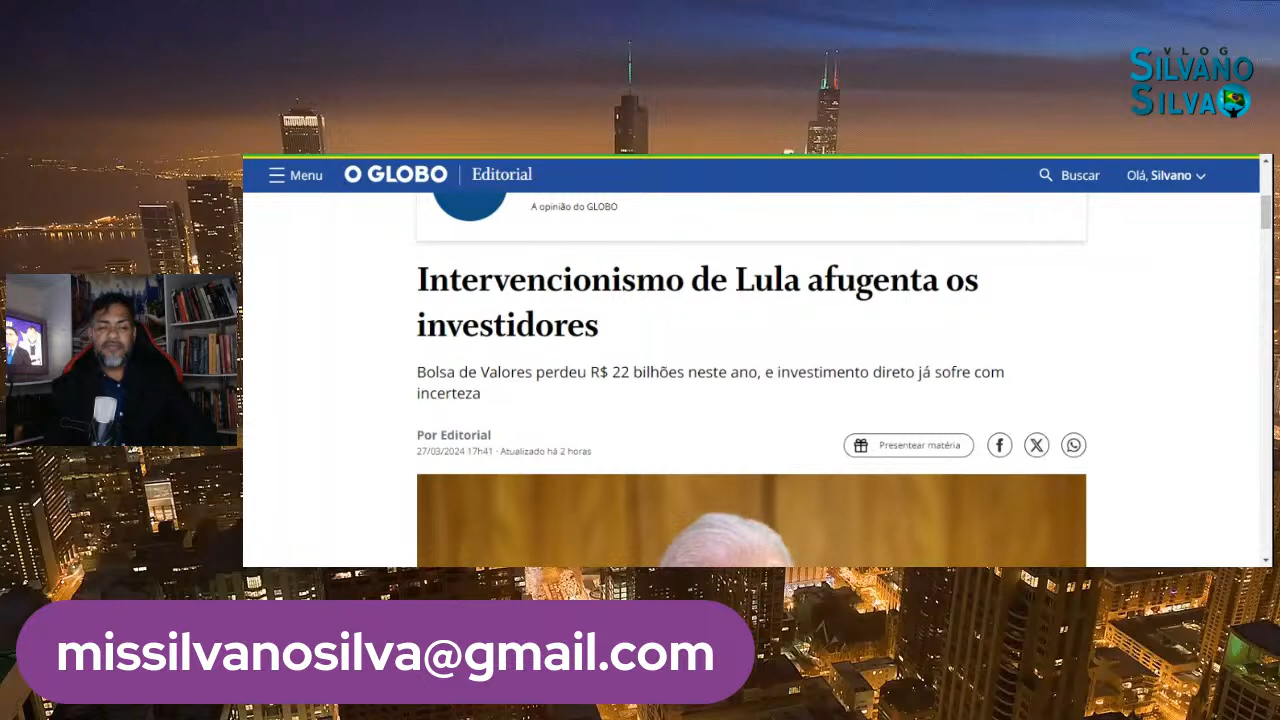 VLOG
SILVANO
SILVA
Menu
O GLOBO
Editorial
Buscar
Olá, Silvano
A opinião do GLOBO
Intervencionismo de Lula afugenta os
investidores
Bolsa de Valores perdeu R$ 22 bilhões neste ano, e investimento direto já sofre com
incerteza
Por Editorial
27/03/2024 17h41 · Atualizado há 2 horas
Presentear matéria
missilvanosilva@gmail.com